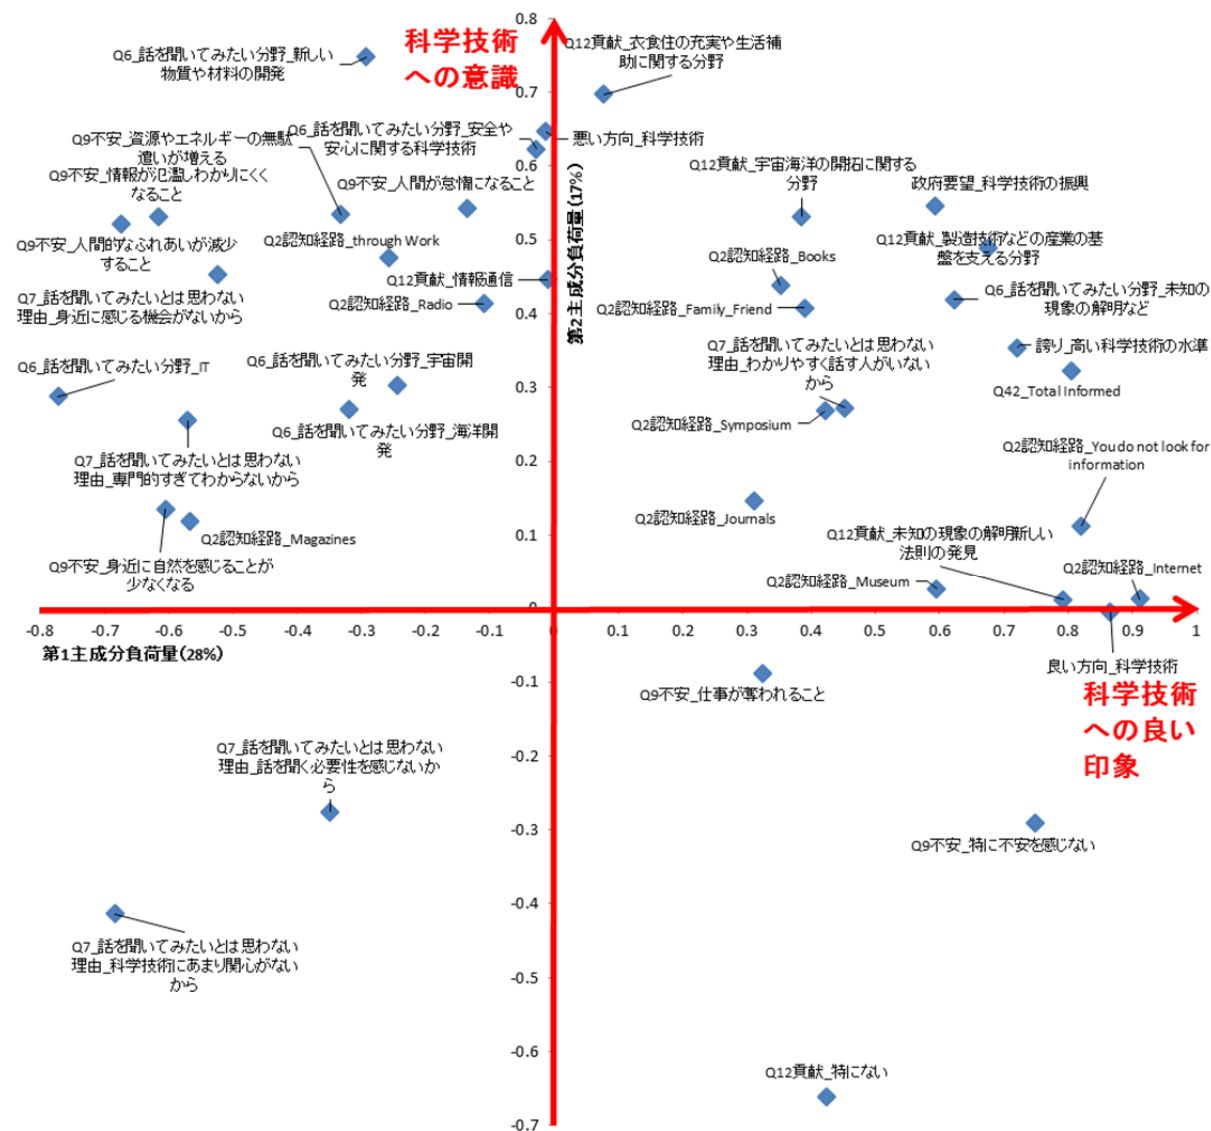 0.8
科学技術
への意識
Q12貢献_衣食住の充実や生活補
助に関する分野
Q6_話を聞いてみたい分野_新しい
物質や材料の開発
0.7
Q6_話を聞いてみたい分野_安全や
安心に関する科学技術
悪い方向_科学技術
Q9不安_資源やエネルギーの無駄
遣いが増える
0.6
Q12貢献_宇宙海洋の開拓に関する
分野
政府要望_科学技術の振興
Q9不安_情報が氾濫しわかりにくく
なること
Q9不安_人間が怠惰になること
第2主成分負荷量(17%)
Q9不安_人間的なふれあいが減少
すること
Q2認知経路_through Work
0.5
Q12貢献_製造技術などの産業の基
盤を支える分野
Q2認知経路_Books
Q12貢献_情報通信
Q7_話を聞いてみたいとは思わない
理由_身近に感じる機会がないから
Q2認知経路_Radio
0.4
Q2認知経路_Family_Friend
Q6_話を聞いてみたい分野_未知の
現象の解明など
Q7_話を聞いてみたいとは思わない
理由_わかりやすく話す人がいない
から
誇り_高い科学技術の水準
Q6_話を聞いてみたい分野_IT
Q6_話を聞いてみたい分野_宇宙開
発
0.3
Q42_Total Informed
Q6_話を聞いてみたい分野_海洋開
発
Q2認知経路_Symposium
Q7_話を聞いてみたいとは思わない
理由_専門的すぎてわからないから
0.2
Q2認知経路_You do not look for
information
Q2認知経路_Journals
Q2認知経路_Magazines
0.1
Q12貢献_未知の現象の解明新しい
法則の発見
Q9不安_身近に自然を感じることが
少なくなる
Q2認知経路_Museum
Q2認知経路_Internet
0
-0.8 -0.7 -0.6 -0.5 -0.4 -0.3 -0.2 -0.1 0 0.1 0.2 0.3 0.4 0.5 0.6 0.7 0.8 0.9 1
第1主成分負荷量(28%)
良い方向_科学技術
科学技術
への良い
印象
-0.1
Q9不安_仕事が奪われること
-0.2
Q7_話を聞いてみたいとは思わない
理由_話を聞く必要性を感じないか
ら
-0.3
Q9不安_特に不安を感じない
-0.4
Q7_話を聞いてみたいとは思わない
理由_科学技術にあまり関心がない
から
-0.5
-0.6
Q12貢献_特にない
-0.7